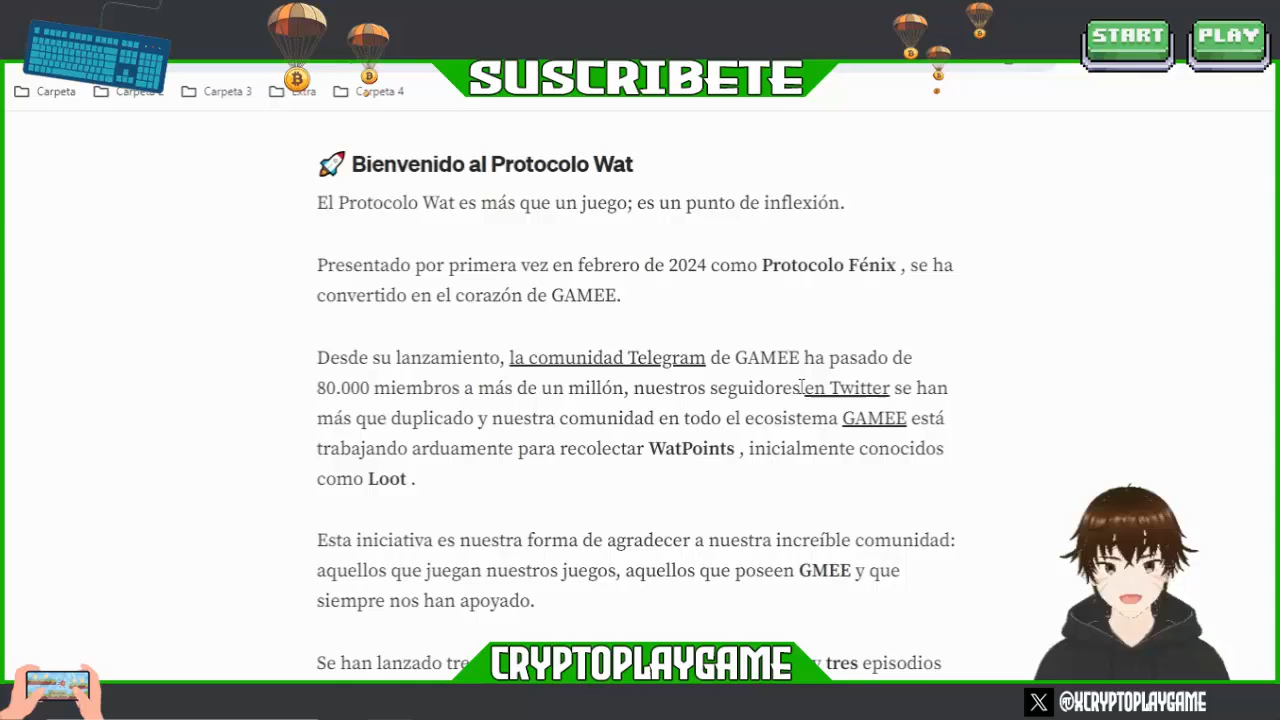 START
PLAY
SUSCRIBETE
Carpeta
Carpeta 2
Carpeta 3
Extra
Carpeta 4
🚀 Bienvenido al Protocolo Wat
El Protocolo Wat es más que un juego; es un punto de inflexión.
Presentado por primera vez en febrero de 2024 como Protocolo Fénix , se ha
convertido en el corazón de GAMEE.
Desde su lanzamiento, la comunidad Telegram de GAMEE ha pasado de
80.000 miembros a más de un millón, nuestros seguidores en Twitter se han
más que duplicado y nuestra comunidad en todo el ecosistema GAMEE está
trabajando arduamente para recolectar WatPoints , inicialmente conocidos
como Loot .
Esta iniciativa es nuestra forma de agradecer a nuestra increíble comunidad:
aquellos que juegan nuestros juegos, aquellos que poseen GMEE y que
siempre nos han apoyado.
Se han lanzado tres episodios
CRYPTOPLAYGAME
X @XCRYPTOPLAYGAME